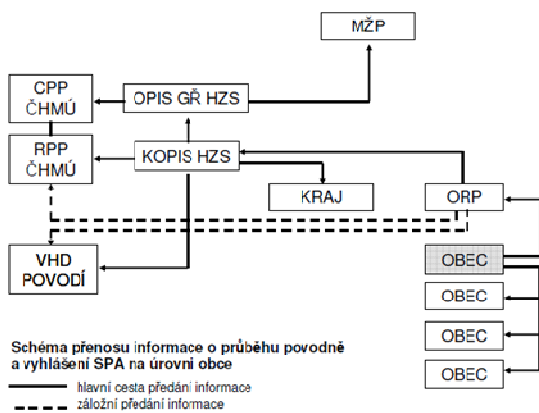 MŽP
CPP
ČHMÚ
OPIS GŘ HZS
RPP
ČHMÚ
KOPIS HZS
KRAJ
ORP
VHD
POVODÍ
OBEC
OBEC
OBEC
OBEC
Schéma přenosu informace o průběhu povodně
a vyhlášení SPA na úrovni obce
hlavní cesta předání informace
záložní předání informace